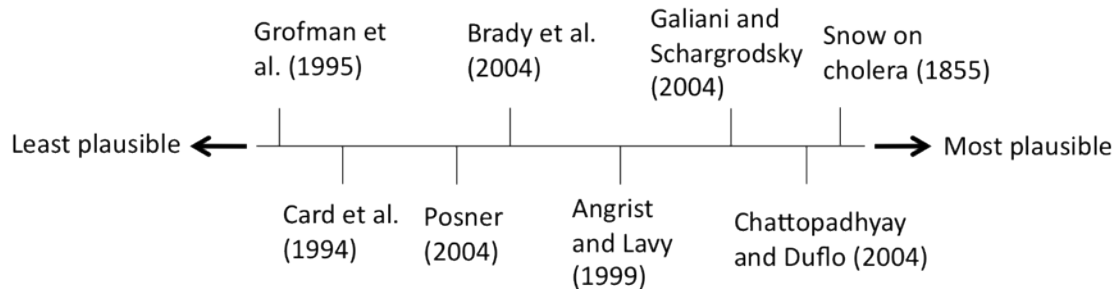 Grofman et
al. (1995)
Brady et al.
(2004)
Galiani and
Schargrodsky
(2004)
Snow on
cholera (1855)
Least plausible
Most plausible
Card et al.
(1994)
Posner
(2004)
Angrist
and Lavy
(1999)
Chattopadhyay
and Duflo (2004)